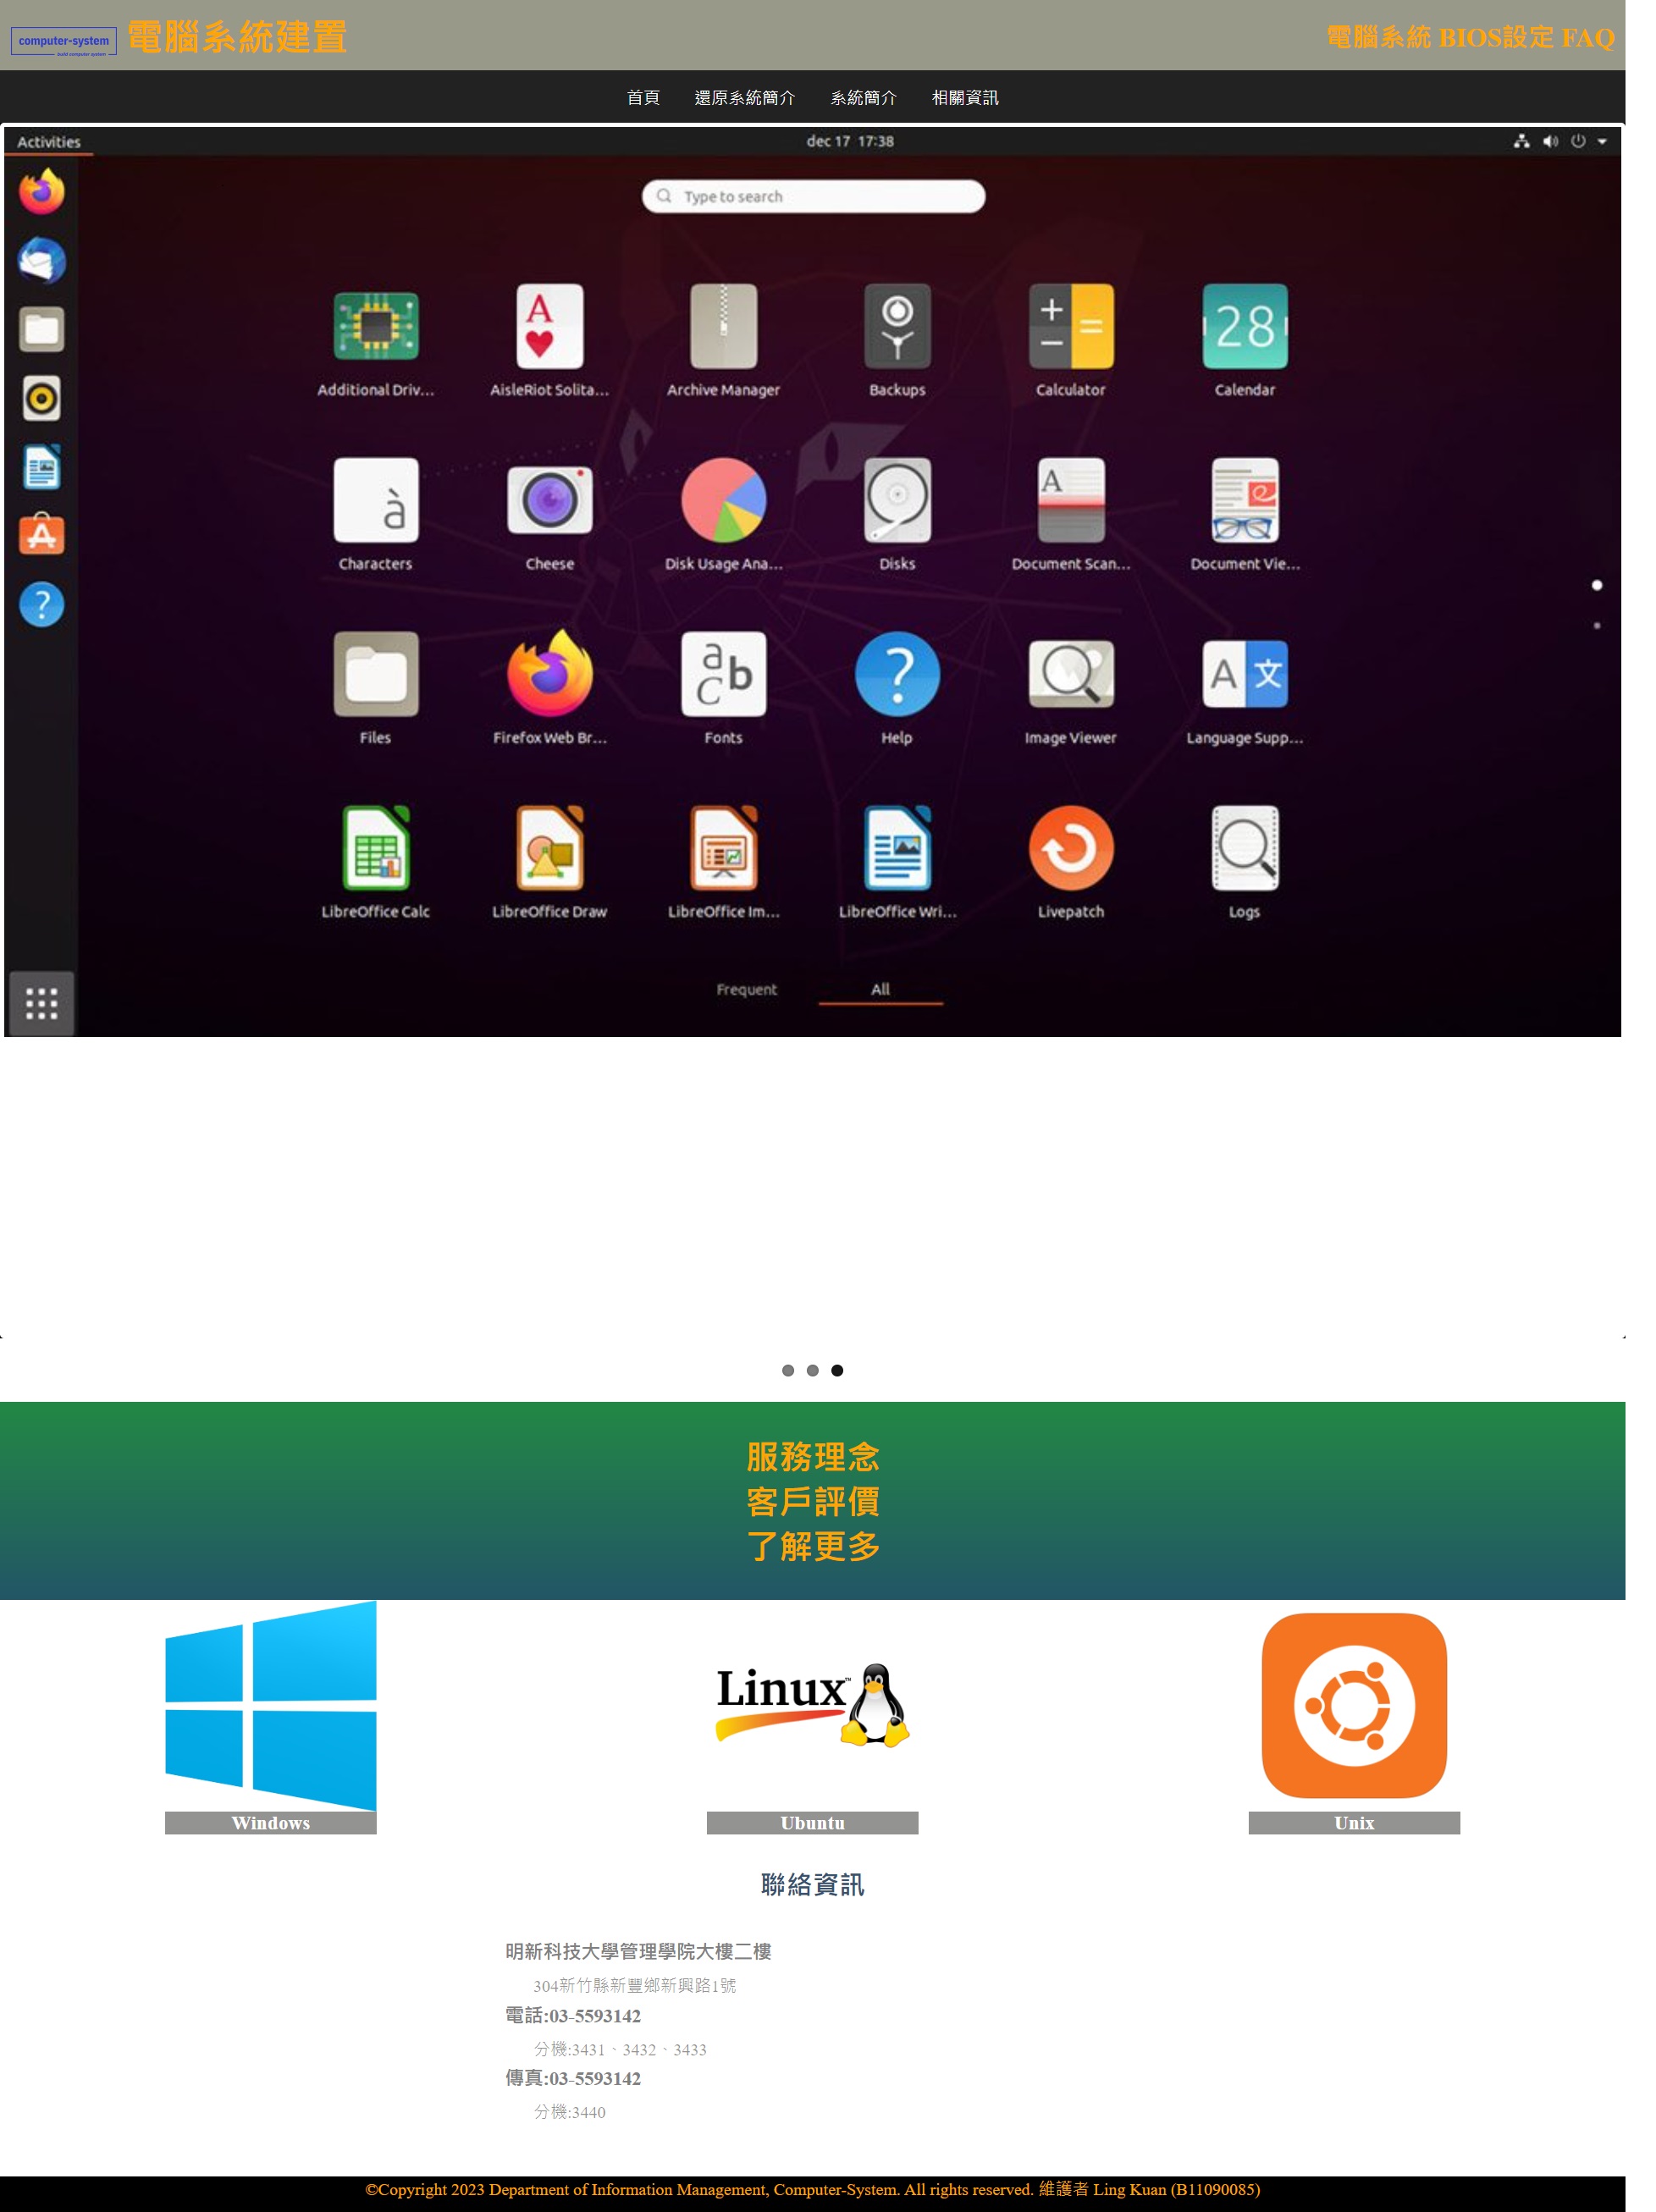 computer-system
build computer system
電腦系統建置
電腦系統 BIOS設定 FAQ
首頁 還原系統簡介 系統簡介 相關資訊
Activities
dec 17 17:38
Type to search
Additional Driv... AisleRiot Solita... Archive Manager Backups Calculator Calendar
28
Characters Cheese Disk Usage Ana... Disks Document Scan... Document Vie...
Files Firefox Web Br... Fonts Help Image Viewer Language Supp...
LibreOffice Calc LibreOffice Draw LibreOffice Im... LibreOffice Wri... Livepatch Logs
Frequent All
服務理念
客戶評價
了解更多
Linux™
Windows Ubuntu Unix
聯絡資訊
明新科技大學管理學院大樓二樓
304新竹縣新豐鄉新興路1號
電話:03-5593142
分機:3431、3432、3433
傳真:03-5593142
分機:3440
©Copyright 2023 Department of Information Management, Computer-System. All rights reserved. 維護者 Ling Kuan (B11090085)